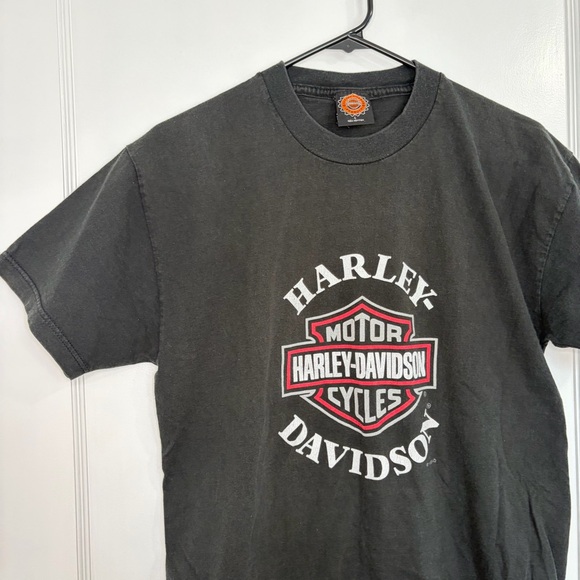 HARLEY-
MOTOR
HARLEY-DAVIDSON
CYCLES
®
DAVIDSON